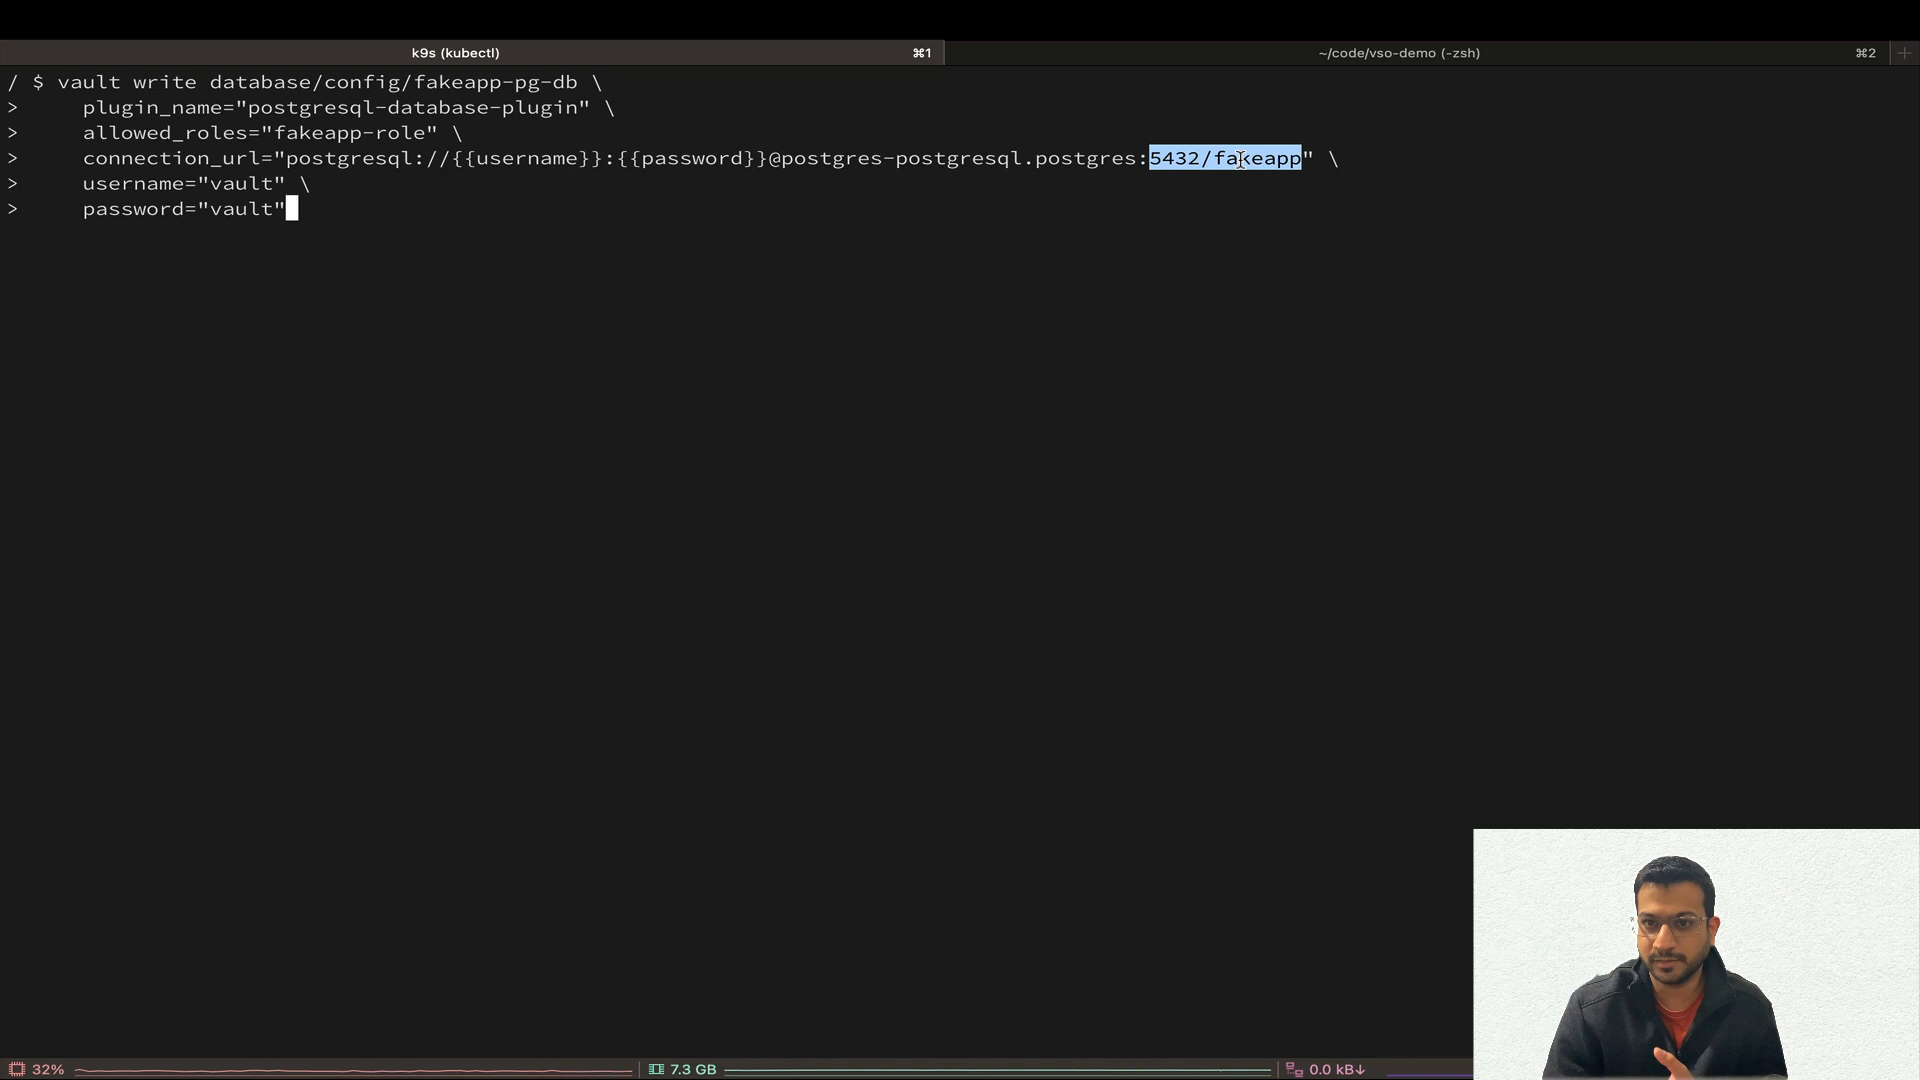 k9s (kubectl) ⌘1 ~/code/vso-demo (-zsh) ⌘2 +
/ $ vault write database/config/fakeapp-pg-db \
>     plugin_name="postgresql-database-plugin" \
>     allowed_roles="fakeapp-role" \
>     connection_url="postgresql://{{username}}:{{password}}@postgres-postgresql.postgres:5432/fakeapp" \
>     username="vault" \
>     password="vault"
32% 7.3 GB 0.0 kB↓